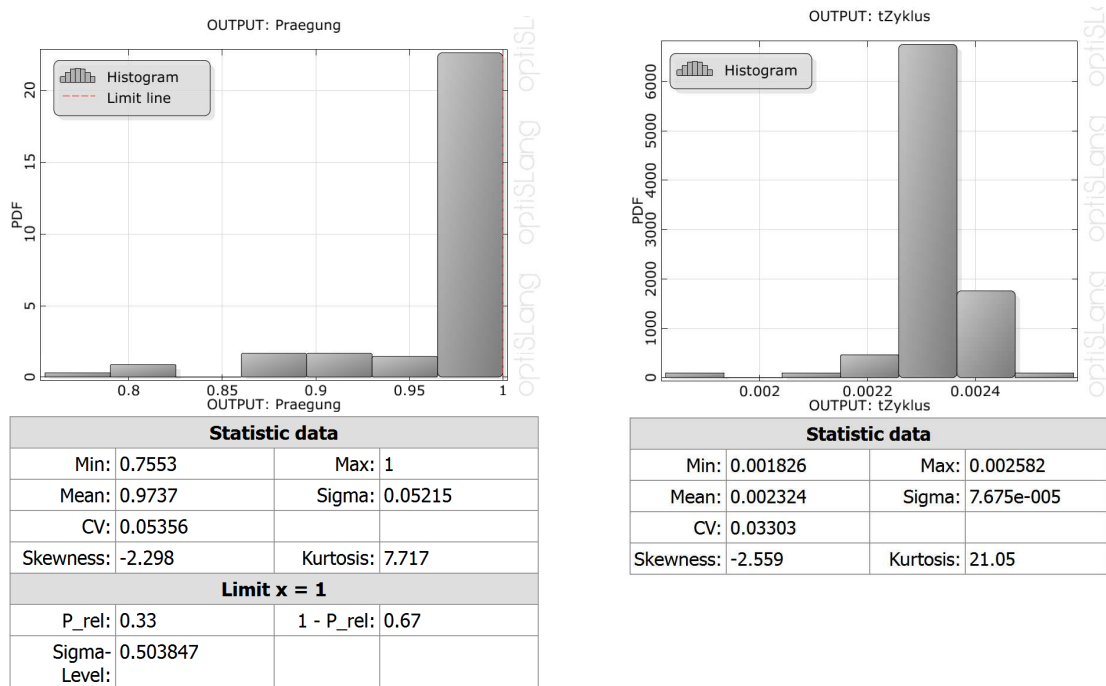 OUTPUT: Praegung
Histogram
Limit line
PDF
20
15
10
5
0
0.8 0.85 0.9 0.95 1
OUTPUT: Praegung
optiSLang optiSLang optiSL
Statistic data
Min: 0.7553 Max: 1
Mean: 0.9737 Sigma: 0.05215
CV: 0.05356
Skewness: -2.298 Kurtosis: 7.717
Limit x = 1
P_rel: 0.33 1 - P_rel: 0.67
Sigma-
Level: 0.503847
OUTPUT: tZyklus
Histogram
PDF
6000
5000
4000
3000
2000
1000
0
0.002 0.0022 0.0024
OUTPUT: tZyklus
optiSLang optiSLang optiSL
Statistic data
Min: 0.001826 Max: 0.002582
Mean: 0.002324 Sigma: 7.675e-005
CV: 0.03303
Skewness: -2.559 Kurtosis: 21.05